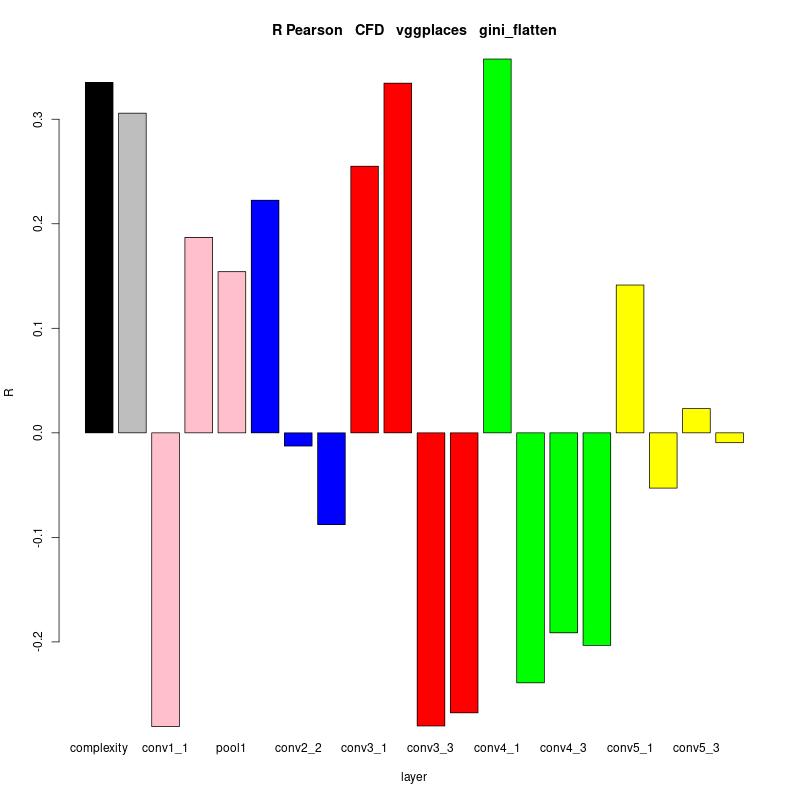 R Pearson   CFD   vggplaces   gini_flatten
R
0.3
0.2
0.1
0.0
-0.1
-0.2
complexity conv1_1 pool1 conv2_2 conv3_1 conv3_3 conv4_1 conv4_3 conv5_1 conv5_3
layer